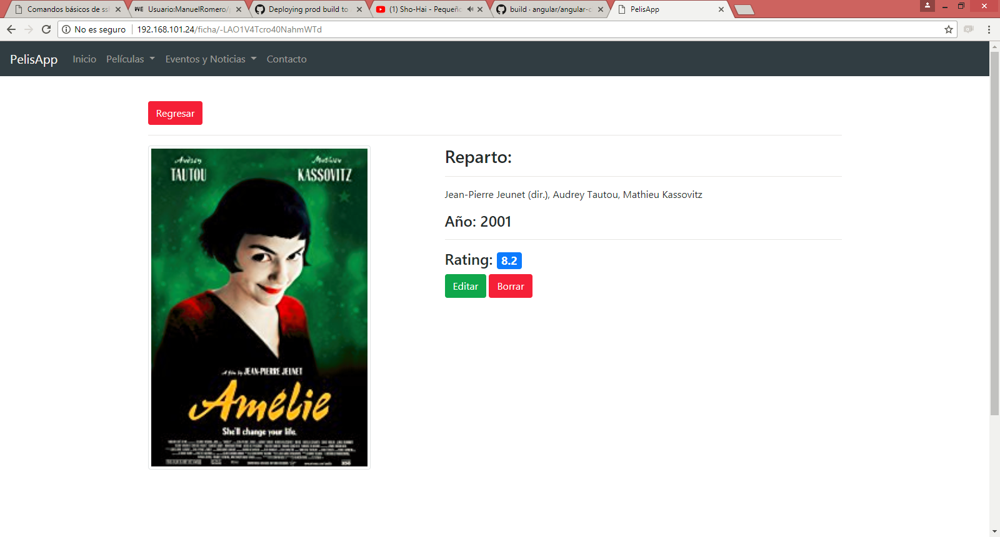 Comandos básicos de ssl
WE Usuario:ManuelRomero/p
Deploying prod build to
(1) Sho-Hai - Pequeño
build · angular/angular-c
PelisApp
No es seguro
192.168.101.24/ficha/-LAO1V4Tcro40NahmWTd
PelisApp Inicio Películas Eventos y Noticias Contacto
Regresar
Audrey Mathieu
TAUTOU KASSOVITZ
A film by JEAN-PIERRE JEUNET
Amélie
She'll change your life.
Reparto:
Jean-Pierre Jeunet (dir.), Audrey Tautou, Mathieu Kassovitz
Año: 2001
Rating: 8.2
Editar Borrar